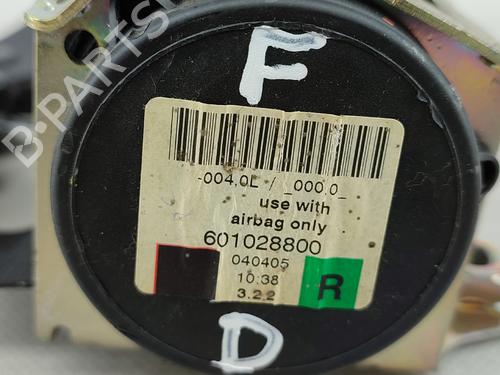 B-PARTS
F
-004,0L / _000,0_
use with
airbag only
601028800
040405
10:38
3.2.2
R
D